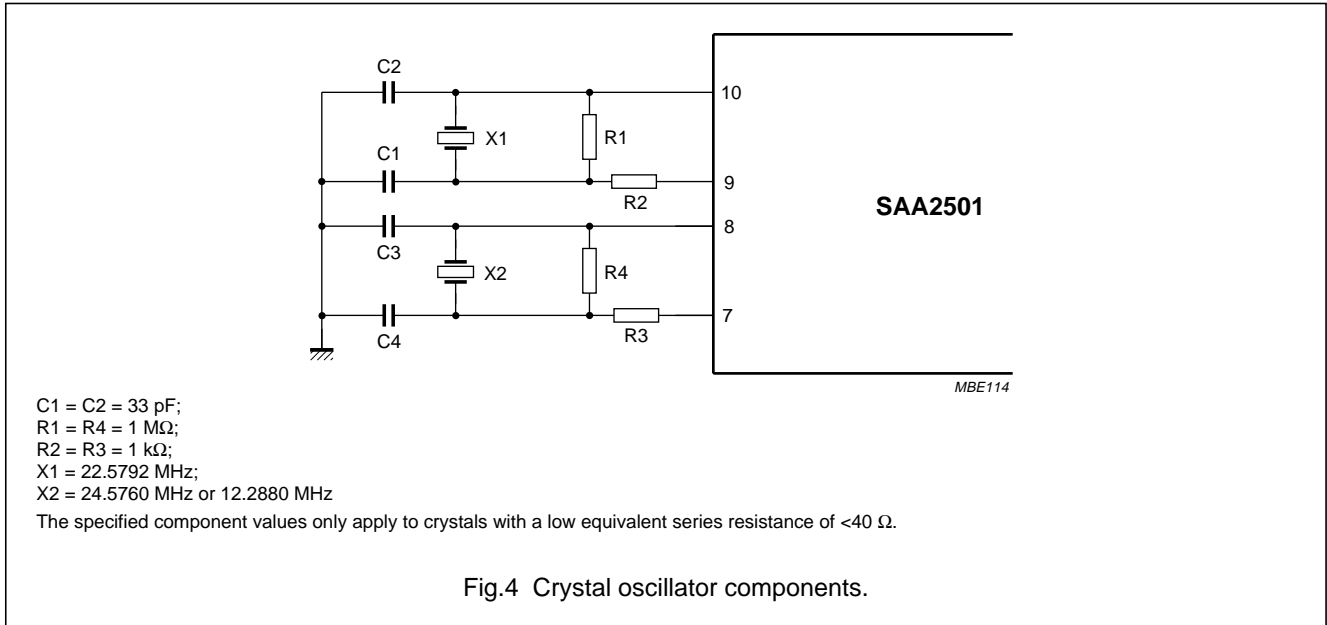 C2
10
X1
R1
C1
9
R2
SAA2501
8
C3
X2
R4
7
C4
R3
MBE114
C1 = C2 = 33 pF;
R1 = R4 = 1 MΩ;
R2 = R3 = 1 kΩ;
X1 = 22.5792 MHz;
X2 = 24.5760 MHz or 12.2880 MHz
The specified component values only apply to crystals with a low equivalent series resistance of <40 Ω.
Fig.4 Crystal oscillator components.